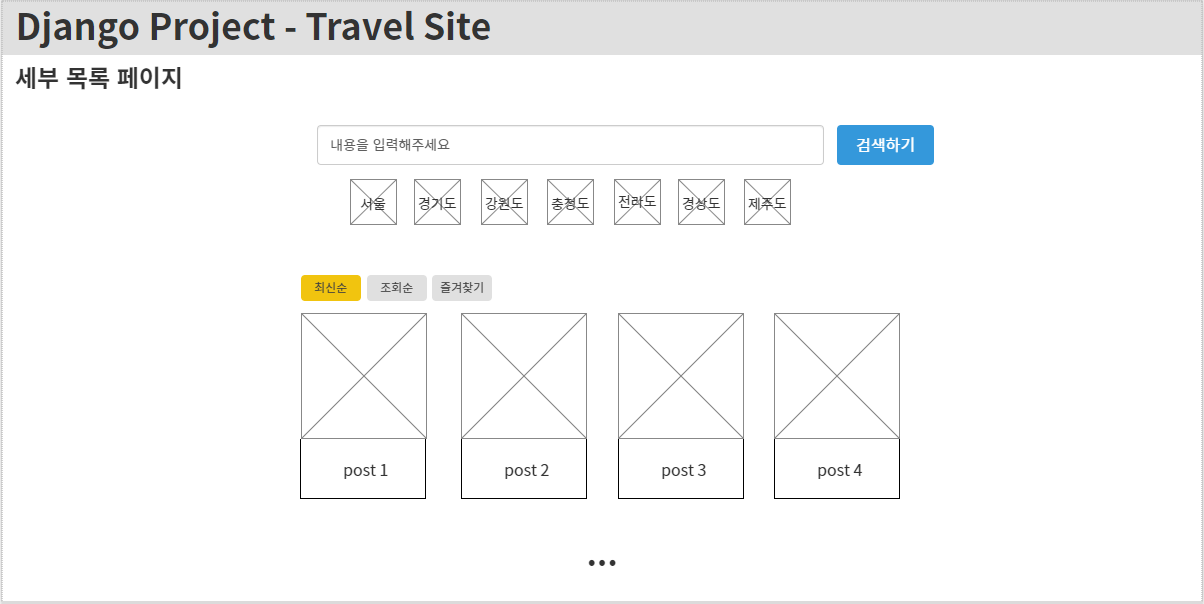 Django Project - Travel Site
세부 목록 페이지
내용을 입력해주세요 검색하기
서울 경기도 강원도 충청도 전라도 경상도 제주도
최신순 조회순 즐겨찾기
post 1 post 2 post 3 post 4
...